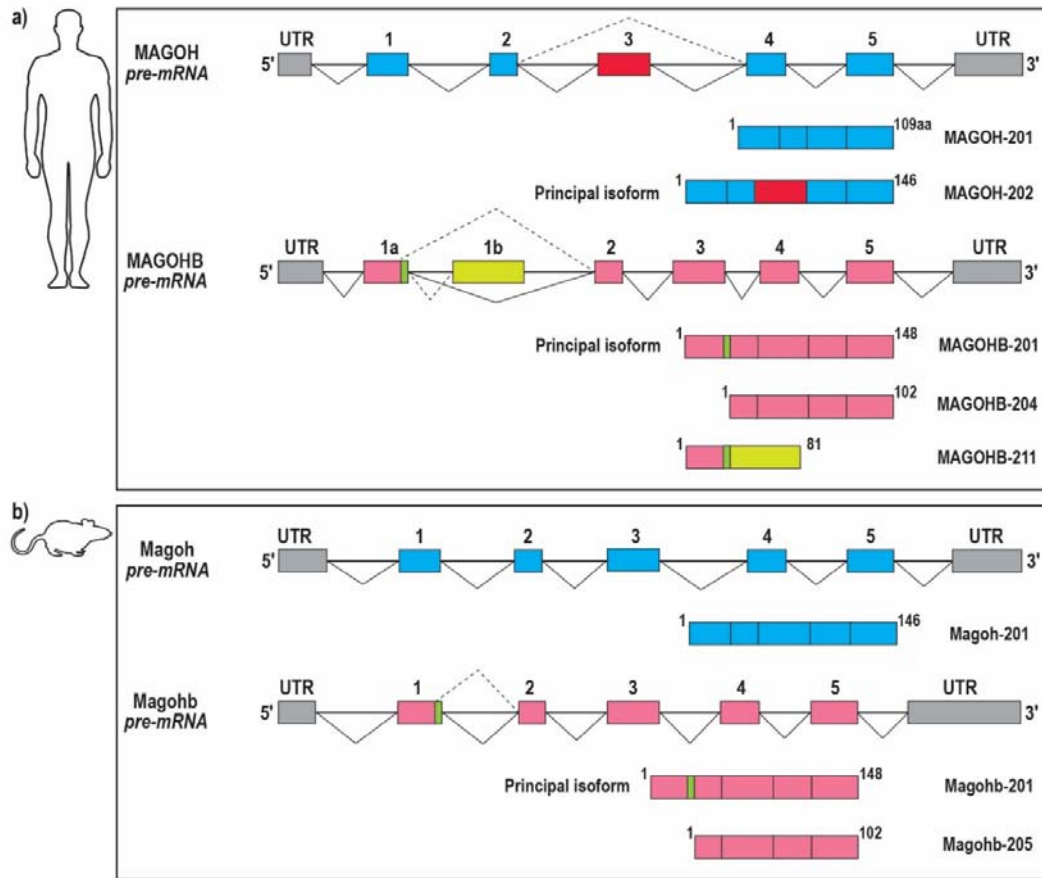 a)
MAGOH
pre-mRNA
UTR 1 2 3 4 5 UTR
5' 3'
1 109aa MAGOH-201
Principal isoform 1 146 MAGOH-202
MAGOHB
pre-mRNA
UTR 1a 1b 2 3 4 5 UTR
5' 3'
Principal isoform 1 148 MAGOHB-201
1 102 MAGOHB-204
1 81 MAGOHB-211
b)
Magoh
pre-mRNA
UTR 1 2 3 4 5 UTR
5' 3'
1 146 Magoh-201
Magohb
pre-mRNA
UTR 1 2 3 4 5 UTR
5' 3'
Principal isoform 1 148 Magohb-201
1 102 Magohb-205